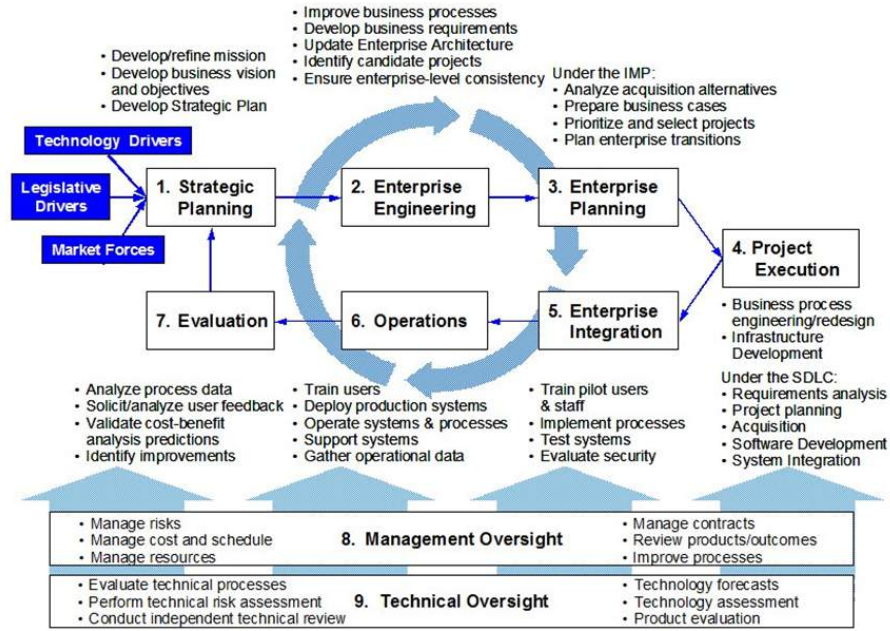 • Improve business processes
• Develop business requirements
• Update Enterprise Architecture
• Identify candidate projects
• Ensure enterprise-level consistency
• Develop/refine mission
• Develop business vision
and objectives
• Develop Strategic Plan
Under the IMP:
• Analyze acquisition alternatives
• Prepare business cases
• Prioritize and select projects
• Plan enterprise transitions
Technology Drivers
Legislative
Drivers
Market Forces
1. Strategic
Planning
2. Enterprise
Engineering
3. Enterprise
Planning
4. Project
Execution
7. Evaluation
6. Operations
5. Enterprise
Integration
• Business process
engineering/redesign
• Infrastructure
Development
Under the SDLC:
• Requirements analysis
• Project planning
• Acquisition
• Software Development
• System Integration
• Analyze process data
• Solicit/analyze user feedback
• Validate cost-benefit
analysis predictions
• Identify improvements
• Train users
• Deploy production systems
• Operate systems & processes
• Support systems
• Gather operational data
• Train pilot users
& staff
• Implement processes
• Test systems
• Evaluate security
• Manage risks
• Manage cost and schedule
• Manage resources
8. Management Oversight
• Manage contracts
• Review products/outcomes
• Improve processes
• Evaluate technical processes
• Perform technical risk assessment
• Conduct independent technical review
9. Technical Oversight
• Technology forecasts
• Technology assessment
• Product evaluation